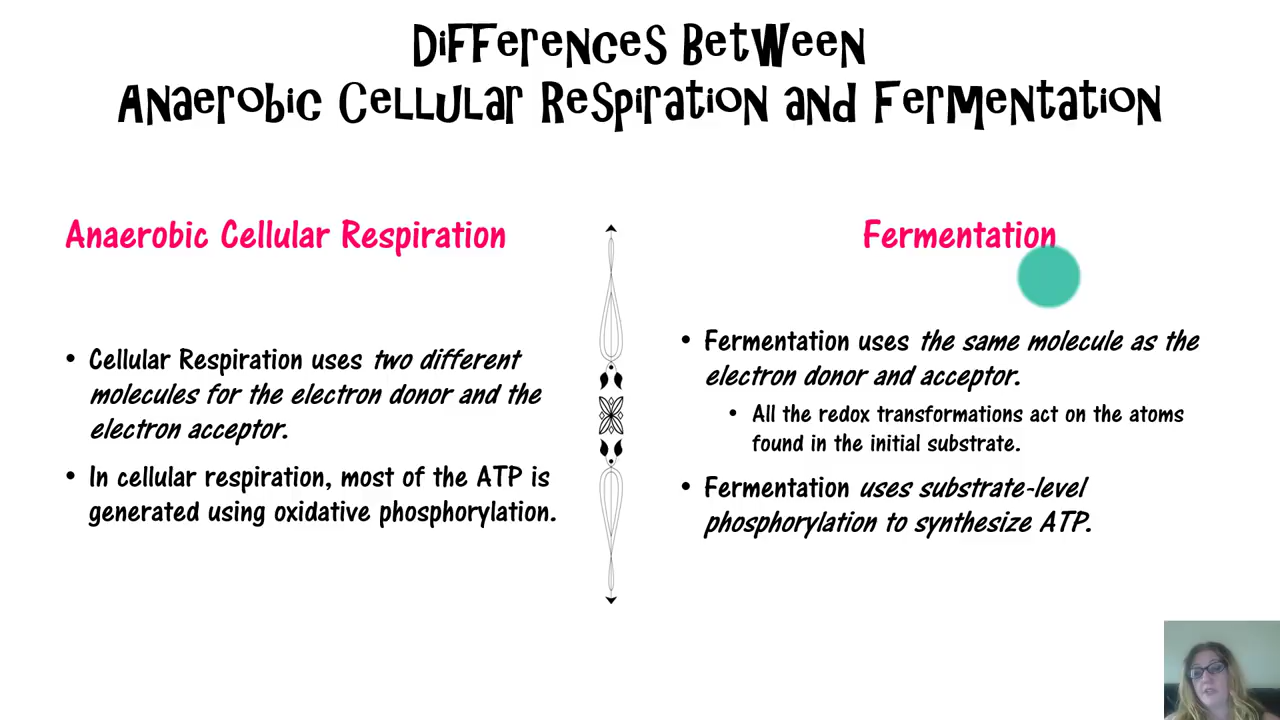 Differences Between
Anaerobic Cellular Respiration and Fermentation
Anaerobic Cellular Respiration
• Cellular Respiration uses two different
molecules for the electron donor and the
electron acceptor.
• In cellular respiration, most of the ATP is
generated using oxidative phosphorylation.
Fermentation
• Fermentation uses the same molecule as the
electron donor and acceptor.
• All the redox transformations act on the atoms
found in the initial substrate.
• Fermentation uses substrate-level
phosphorylation to synthesize ATP.